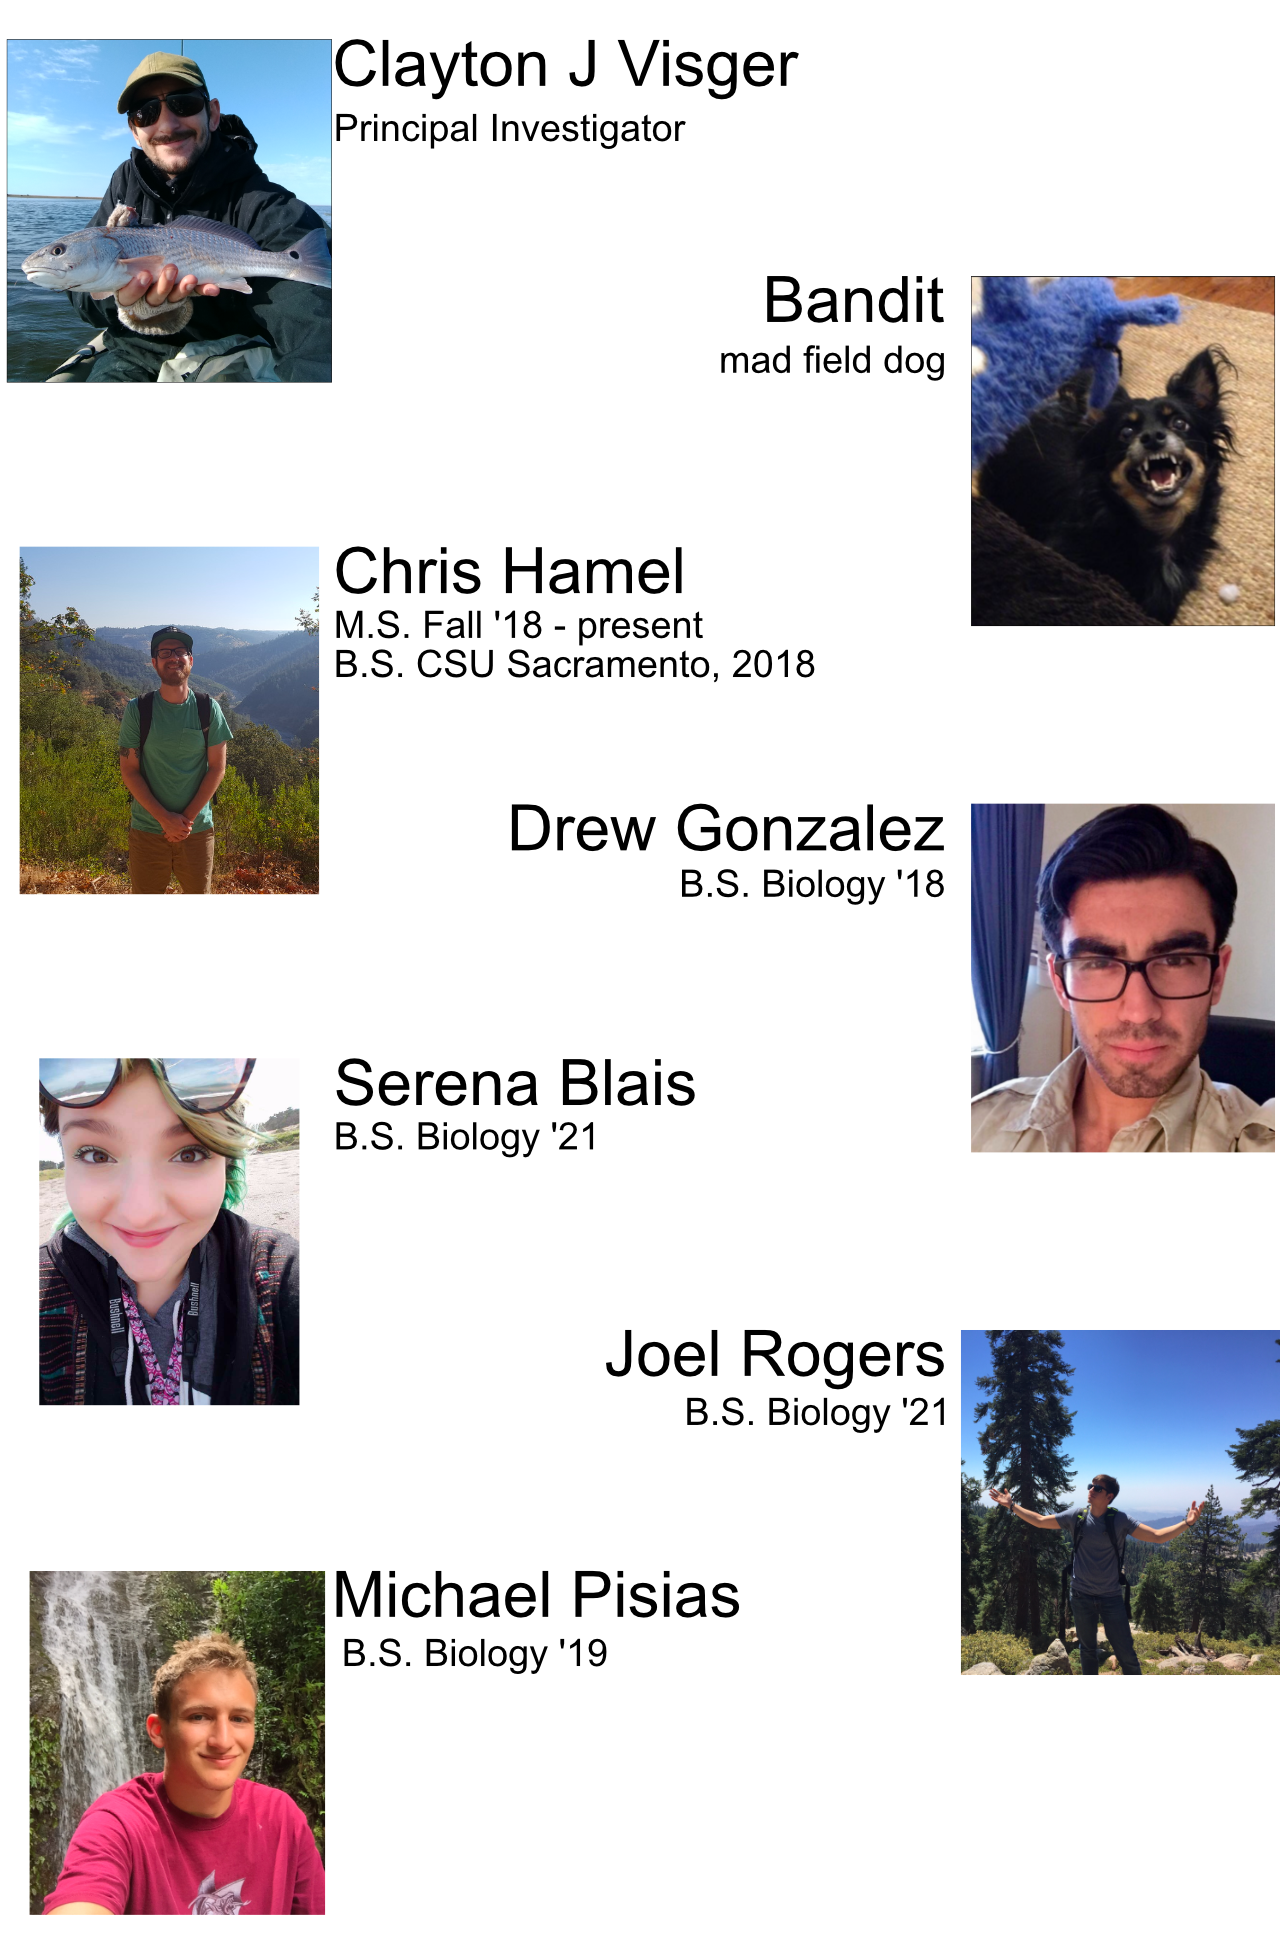 Clayton J Visger
Principal Investigator
Bandit
mad field dog
Chris Hamel
M.S. Fall '18 - present
B.S. CSU Sacramento, 2018
Drew Gonzalez
B.S. Biology '18
Serena Blais
B.S. Biology '21
Bushnell
Bushnell
Joel Rogers
B.S. Biology '21
Michael Pisias
B.S. Biology '19